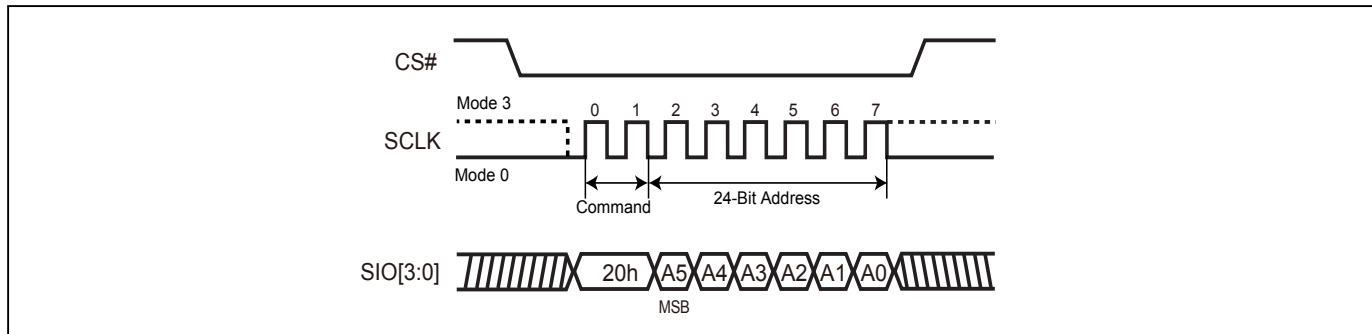 CS#
Mode 3
0 1 2 3 4 5 6 7
SCLK
Mode 0
Command
24-Bit Address
SIO[3:0]
20h A5 A4 A3 A2 A1 A0
MSB